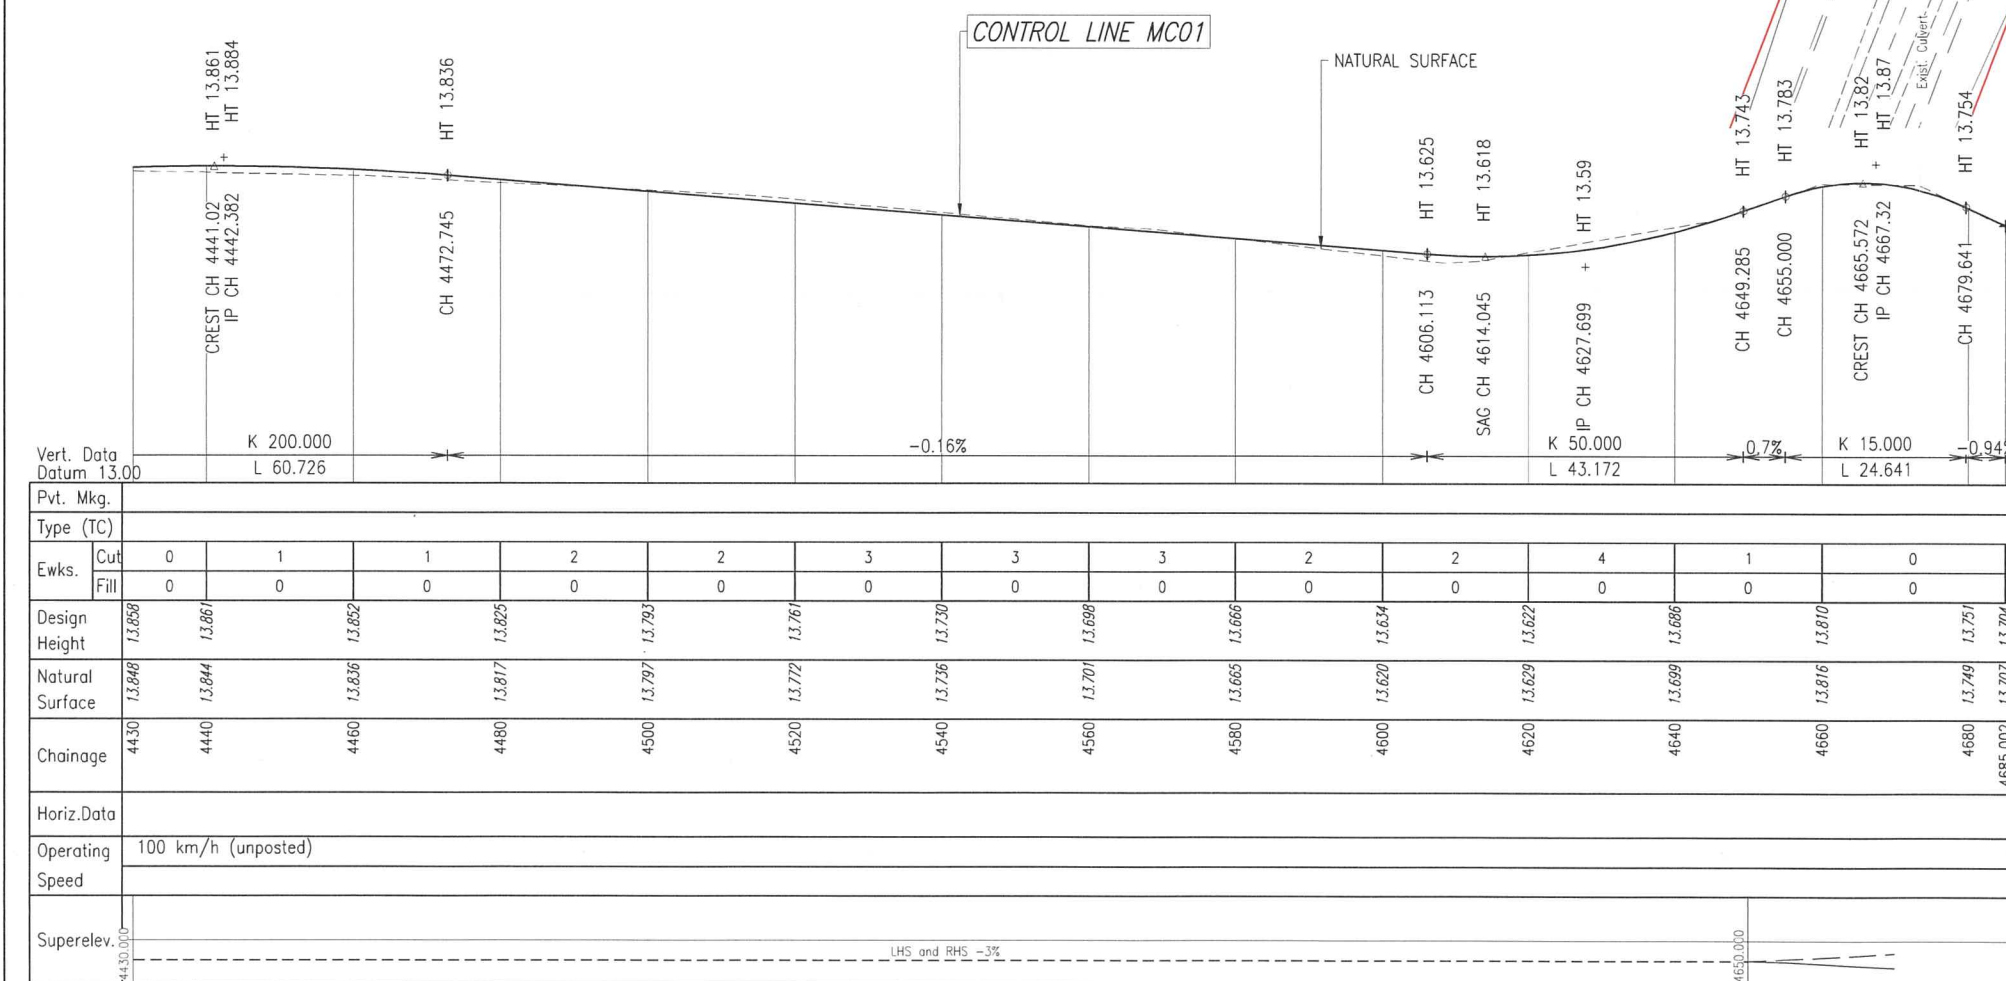 CONTROL LINE MC01
NATURAL SURFACE
Exist. Culvert
HT 13.861
HT 13.884
HT 13.836
HT 13.625
HT 13.618
HT 13.59
HT 13.743
HT 13.783
HT 13.82
HT 13.87
HT 13.754
CREST CH 4441.02
IP CH 4442.382
CH 4472.745
CH 4606.113
SAG CH 4614.045
IP CH 4627.699
CH 4649.285
CH 4655.000
CREST CH 4665.572
IP CH 4667.32
CH 4679.641
Vert. Data
Datum 13.00
K 200.000
L 60.726
-0.16%
K 50.000
L 43.172
0.7%
K 15.000
L 24.641
-0.94%
Pvt. Mkg.
Type (TC)
Ewks.
Cut 0 1 1 2 2 3 3 3 2 2 4 1 0
Fill 0 0 0 0 0 0 0 0 0 0 0 0 0
Design
Height
13.858 13.861 13.852 13.825 13.793 13.761 13.730 13.698 13.666 13.634 13.622 13.686 13.810 13.751 13.704
Natural
Surface
13.848 13.844 13.836 13.817 13.797 13.772 13.736 13.701 13.665 13.620 13.629 13.699 13.816 13.749 13.707
Chainage
4430 4440 4460 4480 4500 4520 4540 4560 4580 4600 4620 4640 4660 4680 4685.002
Horiz.Data
Operating
Speed
100 km/h (unposted)
Superelev.
4430.000
LHS and RHS -3%
4650.000